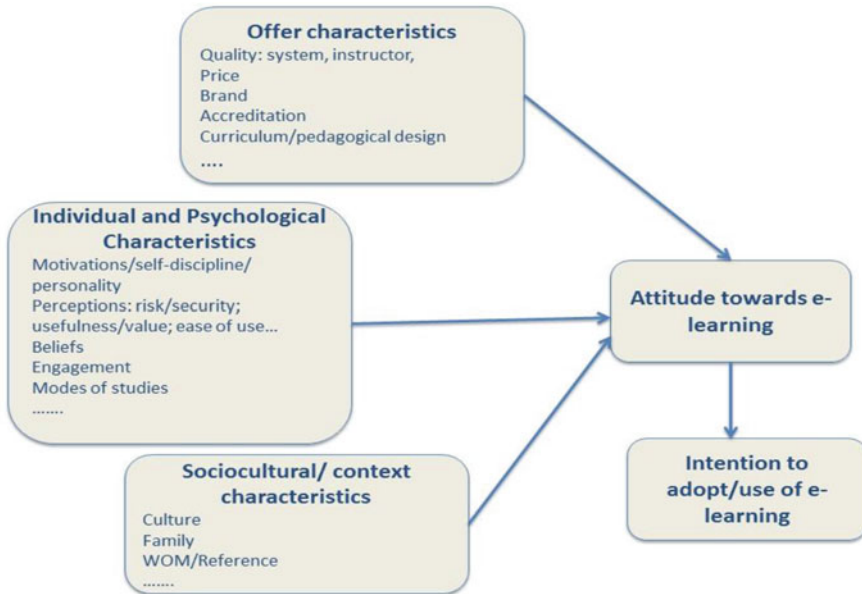 Offer characteristics
Quality: system, instructor,
Price
Brand
Accreditation
Curriculum/pedagogical design
....
Individual and Psychological
Characteristics
Motivations/self-discipline/
personality
Perceptions: risk/security;
usefulness/value; ease of use...
Beliefs
Engagement
Modes of studies
.......
Sociocultural/ context
characteristics
Culture
Family
WOM/Reference
.......
Attitude towards e-
learning
Intention to
adopt/use of e-
learning